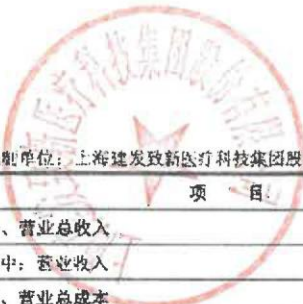 制单位：上海建发致新医疗科技集团股
项 目
、营业总收入
中：营业收入
、营业总成本